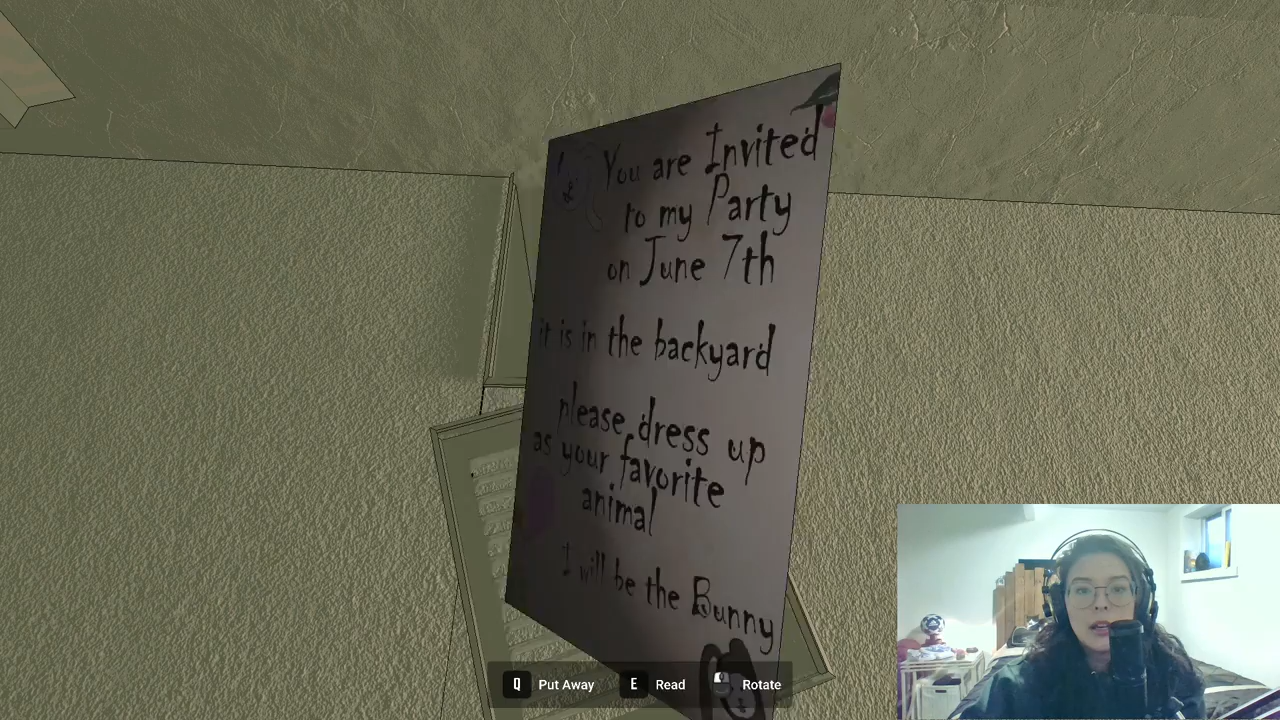 You are Invited
to my Party
on June 7th
it is in the backyard
please dress up
as your favorite
animal
I will be the Bunny
Q Put Away E Read Rotate